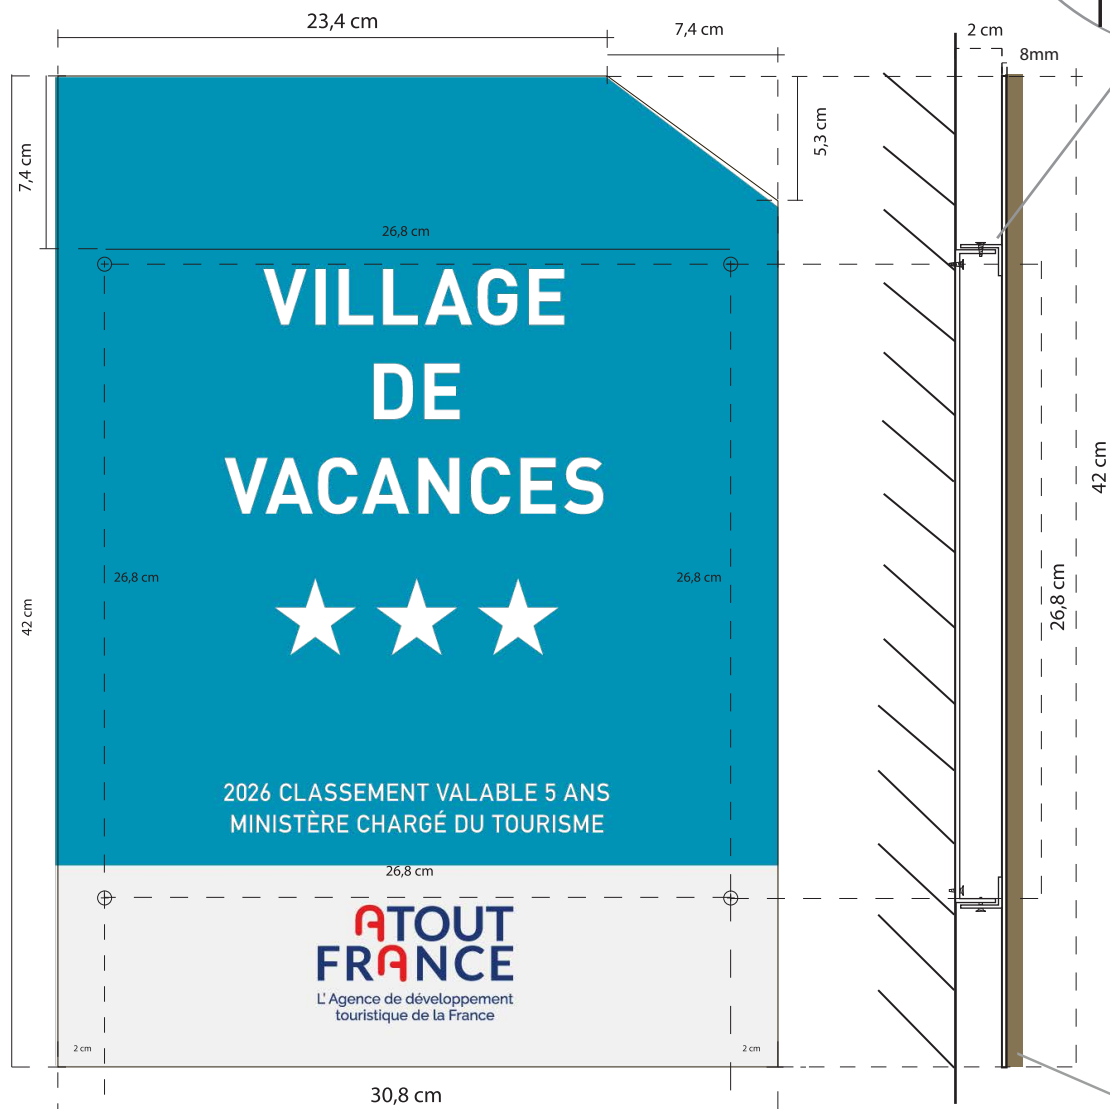 23,4 cm
7,4 cm
2 cm
8mm
7,4 cm
5,3 cm
26,8 cm
VILLAGE
DE
VACANCES
26,8 cm
26,8 cm
42 cm
42 cm
26,8 cm
2026 CLASSEMENT VALABLE 5 ANS
MINISTÈRE CHARGÉ DU TOURISME
26,8 cm
ATOUT
FRANCE
L'Agence de développement
touristique de la France
2 cm
2 cm
30,8 cm